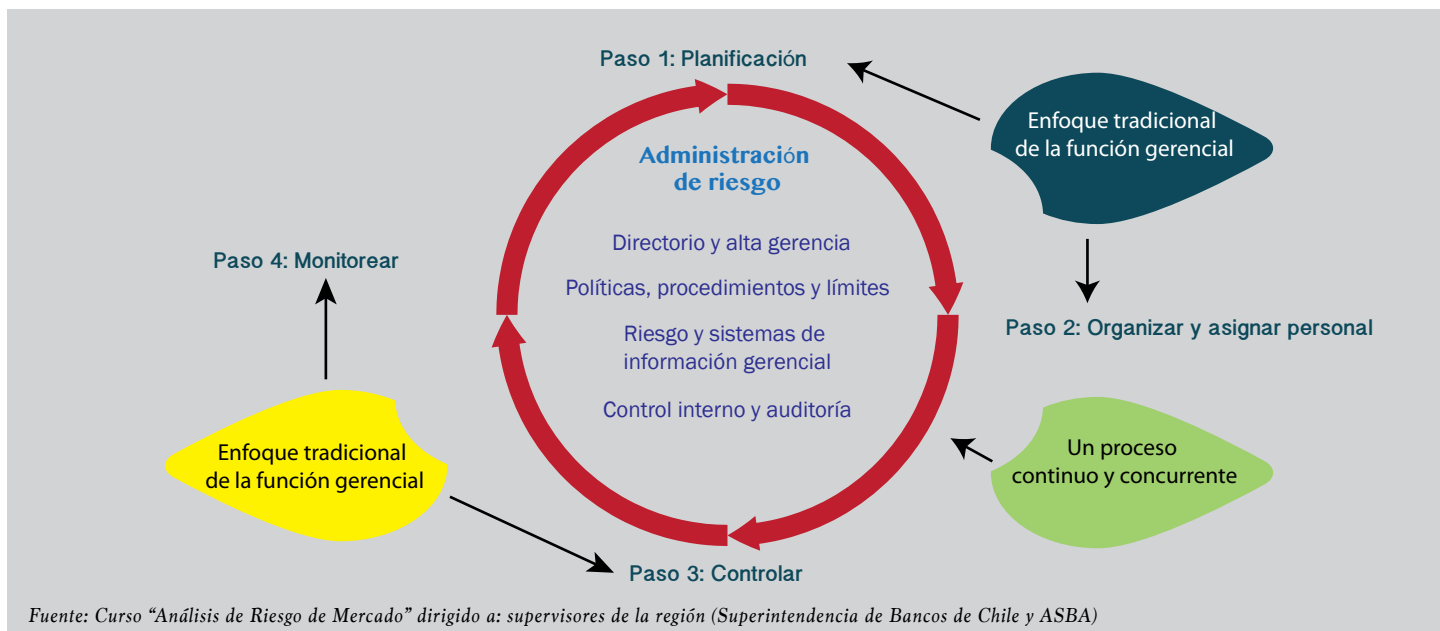 Paso 1: Planificación
Enfoque tradicional
de la función gerencial
Administración
de riesgo
Directorio y alta gerencia
Políticas, procedimientos y límites
Riesgo y sistemas de
información gerencial
Control interno y auditoría
Paso 4: Monitorear
Paso 2: Organizar y asignar personal
Enfoque tradicional
de la función gerencial
Un proceso
continuo y concurrente
Paso 3: Controlar
Fuente: Curso “Análisis de Riesgo de Mercado” dirigido a: supervisores de la región (Superintendencia de Bancos de Chile y ASBA)